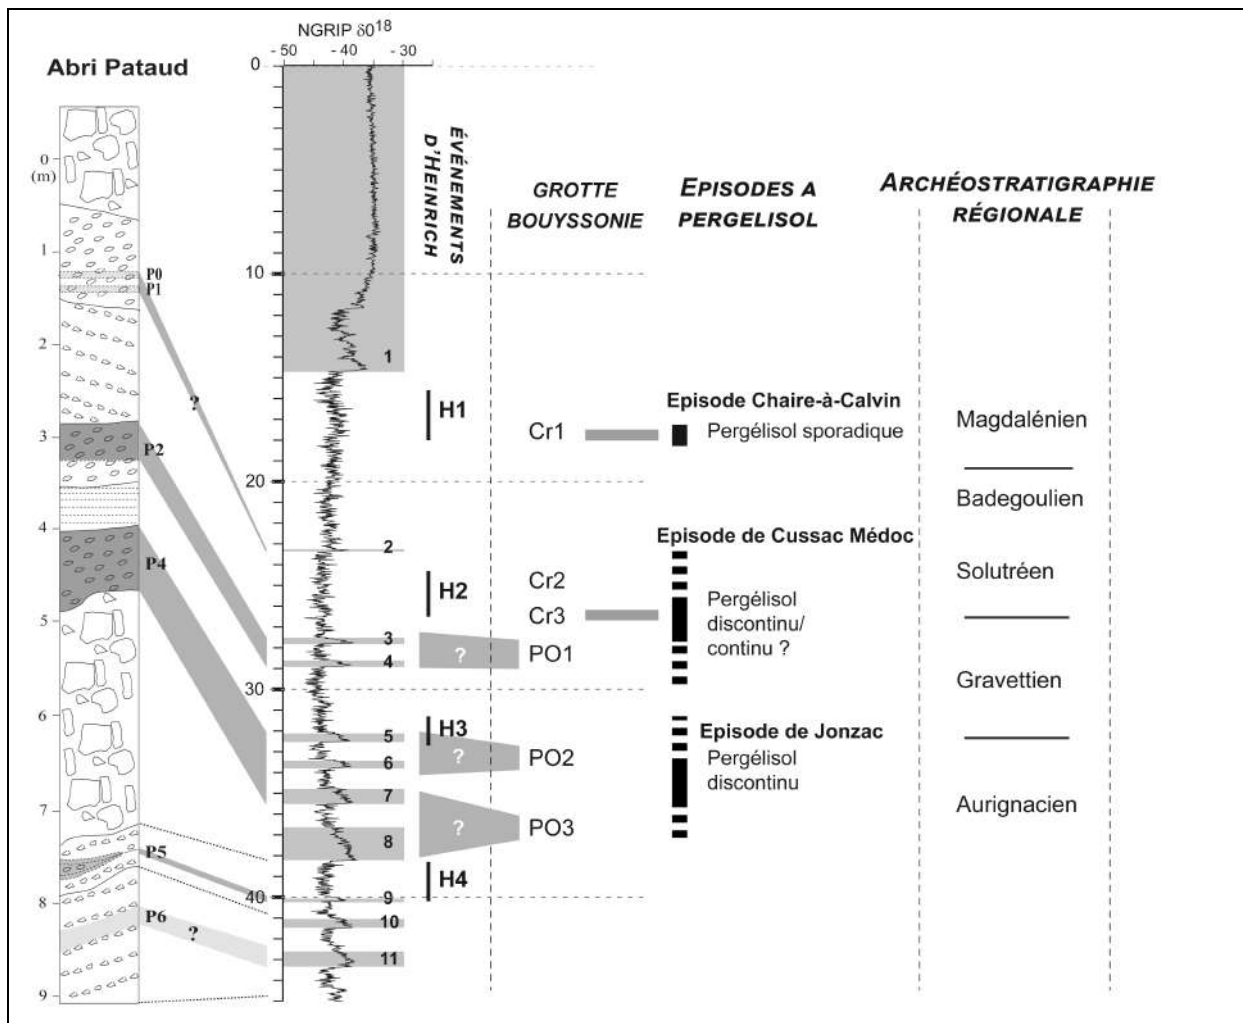 NGRIP δ0¹⁸
- 50 - 40 - 30
Abri Pataud
0
(m)
1
2
3
4
5
6
7
8
9
P0
P1
P2
P4
P5
P6
?
?
0
10
20
30
40
1
2
3
4
5
6
7
8
9
10
11
ÉVÉNEMENTS
D'HEINRICH
H1
H2
H3
H4
?
?
?
GROTTE
BOUYSSONIE
Cr1
Cr2
Cr3
PO1
PO2
PO3
EPISODES A
PERGELISOL
Episode Chaire-à-Calvin
Pergélisol sporadique
Episode de Cussac Médoc
Pergélisol
discontinu/
continu ?
Episode de Jonzac
Pergélisol
discontinu
ARCHÉOSTRATIGRAPHIE
RÉGIONALE
Magdalénien
Badegoulien
Solutréen
Gravettien
Aurignacien